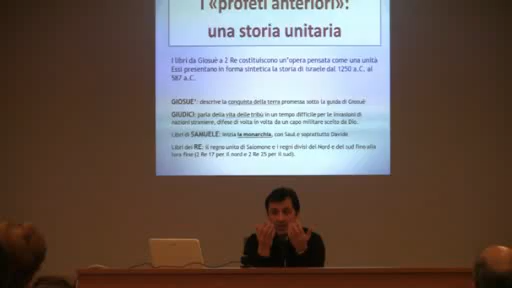 I «profeti anteriori»:
una storia unitaria
I libri da Giosuè a 2 Re costituiscono un'opera pensata come una unità
Essi presentano in forma sintetica la storia di Israele dal 1250 a.C. al
587 a.C.
GIOSUE': descrive la conquista della terra promessa sotto la guida di Giosuè
GIUDICI: parla della vita delle tribù in un tempo difficile per le invasioni di
nazioni straniere, difese di volta in volta da un capo militare scelto da Dio.
Libri di SAMUELE: inizia la monarchia, con Saul e soprattutto Davide
Libri dei RE: il regno unito di Salomone e i regni divisi del Nord e del sud fino alla
loro fine (2 Re 17 per il nord e 2 Re 25 per il sud).